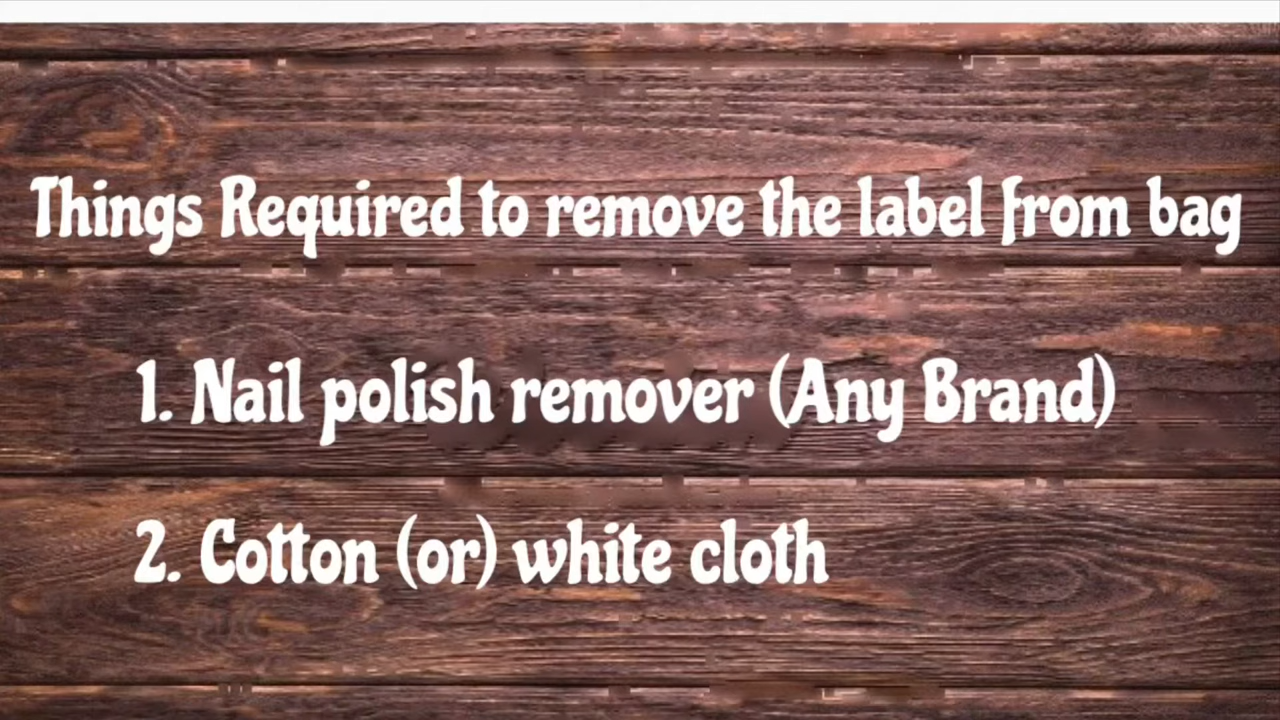 Things Required to remove the label from bag
1. Nail polish remover (Any Brand)
2. Cotton (or) white cloth